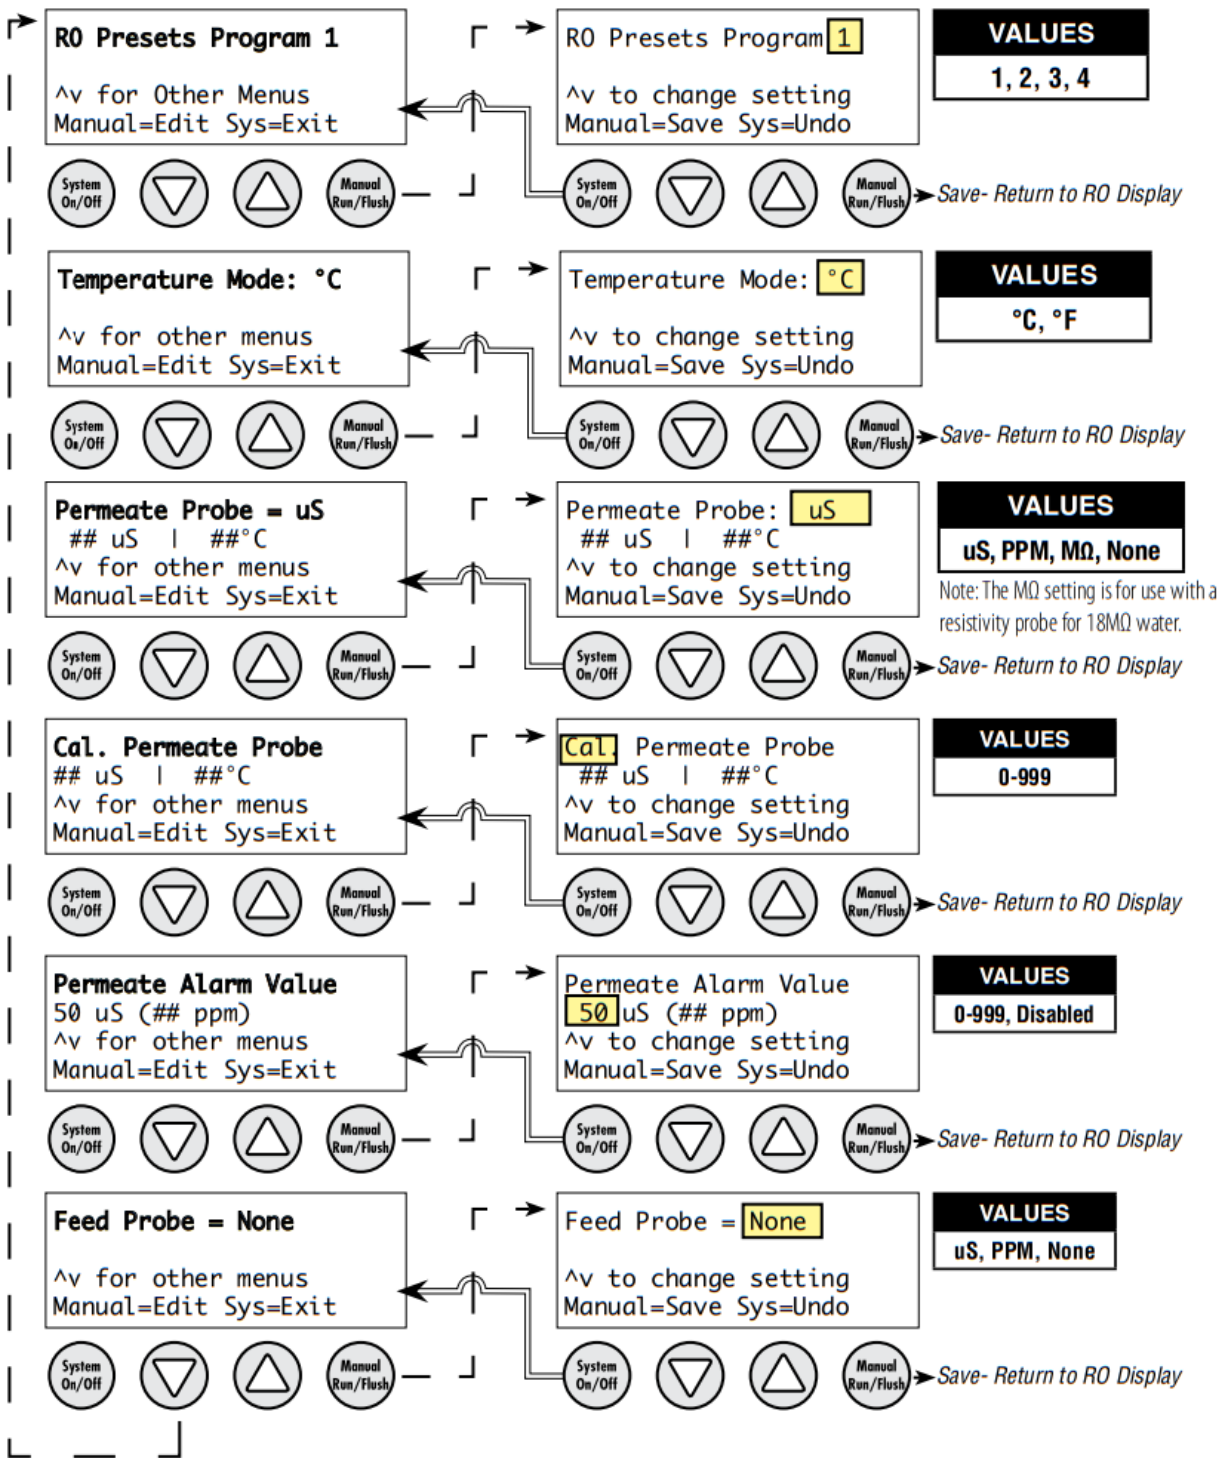 RO Presets Program 1
^v for Other Menus
Manual=Edit Sys=Exit
System On/Off
Manual Run/Flush
RO Presets Program 1
^v to change setting
Manual=Save Sys=Undo
System On/Off
Manual Run/Flush
Save- Return to RO Display
VALUES
1, 2, 3, 4
Temperature Mode: °C
^v for other menus
Manual=Edit Sys=Exit
System On/Off
Manual Run/Flush
Temperature Mode: °C
^v to change setting
Manual=Save Sys=Undo
System On/Off
Manual Run/Flush
Save- Return to RO Display
VALUES
°C, °F
Permeate Probe = uS
## uS | ##°C
^v for other menus
Manual=Edit Sys=Exit
System On/Off
Manual Run/Flush
Permeate Probe: uS
## uS | ##°C
^v to change setting
Manual=Save Sys=Undo
System On/Off
Manual Run/Flush
VALUES
uS, PPM, MΩ, None
Note: The MΩ setting is for use with a
resistivity probe for 18MΩ water.
Save- Return to RO Display
Cal. Permeate Probe
## uS | ##°C
^v for other menus
Manual=Edit Sys=Exit
System On/Off
Manual Run/Flush
Cal. Permeate Probe
## uS | ##°C
^v to change setting
Manual=Save Sys=Undo
System On/Off
Manual Run/Flush
Save- Return to RO Display
VALUES
0-999
Permeate Alarm Value
50 uS (## ppm)
^v for other menus
Manual=Edit Sys=Exit
System On/Off
Manual Run/Flush
Permeate Alarm Value
50 uS (## ppm)
^v to change setting
Manual=Save Sys=Undo
System On/Off
Manual Run/Flush
Save- Return to RO Display
VALUES
0-999, Disabled
Feed Probe = None
^v for other menus
Manual=Edit Sys=Exit
System On/Off
Manual Run/Flush
Feed Probe = None
^v to change setting
Manual=Save Sys=Undo
System On/Off
Manual Run/Flush
Save- Return to RO Display
VALUES
uS, PPM, None